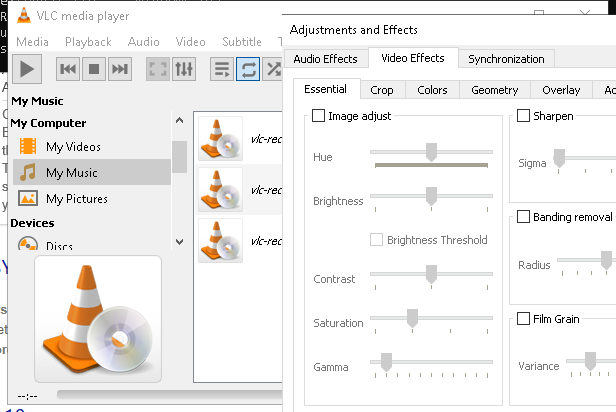 VLC media player
Media Playback Audio Video Subtitle T
My Music
My Computer
My Videos
My Music
My Pictures
Devices
Discs
vlc-rec
vlc-rec
vlc-rec
--:--
Adjustments and Effects
Audio Effects Video Effects Synchronization
Essential Crop Colors Geometry Overlay
Image adjust
Hue
Brightness
Brightness Threshold
Contrast
Saturation
Gamma
Sharpen
Sigma
Banding removal
Radius
Film Grain
Variance